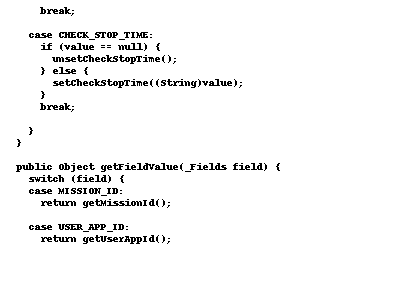 break;
case CHECK_STOP_TIME:
if (value == null) {
unsetCheckStopTime();
} else {
setCheckStopTime((String)value);
}
break;
}
}
public Object getFieldValue(_Fields field) {
switch (field) {
case MISSION_ID:
return getMissionId();
case USER_APP_ID:
return getUserAppId();